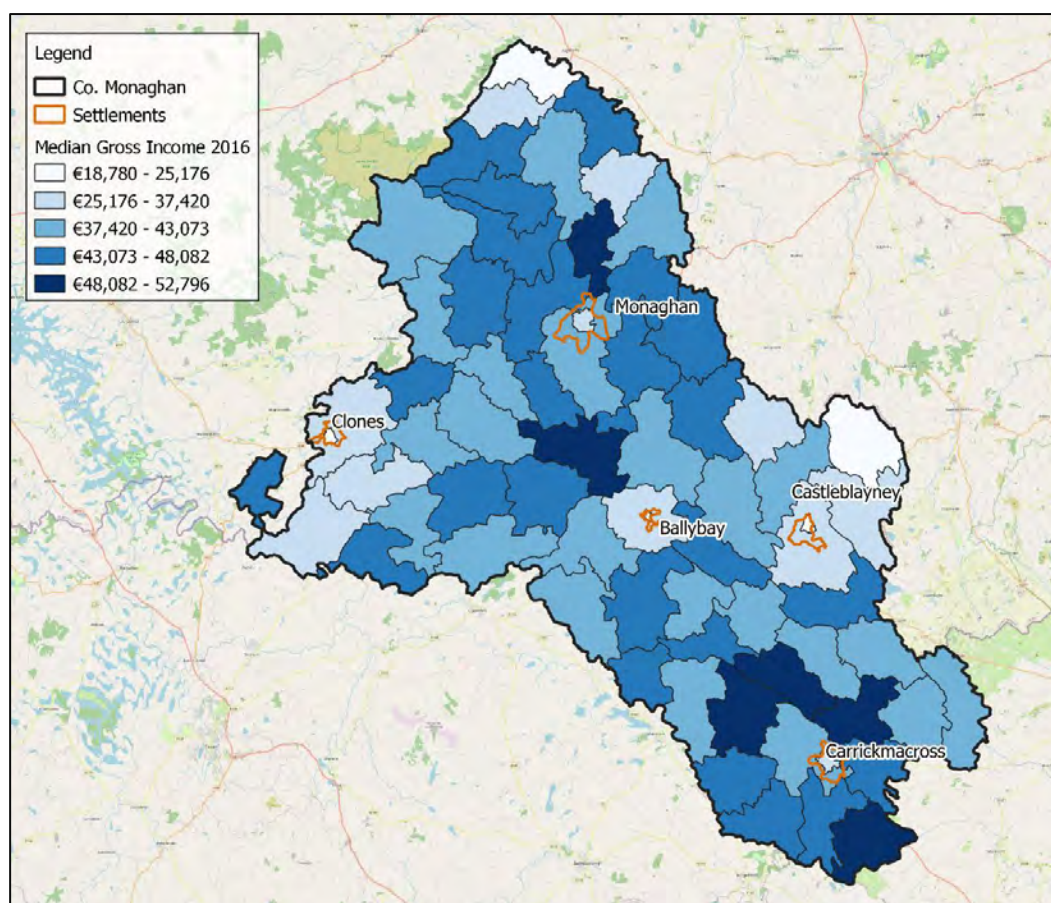 Legend
Co. Monaghan
Settlements
Median Gross Income 2016
€18,780 - 25,176
€25,176 - 37,420
€37,420 - 43,073
€43,073 - 48,082
€48,082 - 52,796
Monaghan
Clones
Castleblayney
Ballybay
Carrickmacross